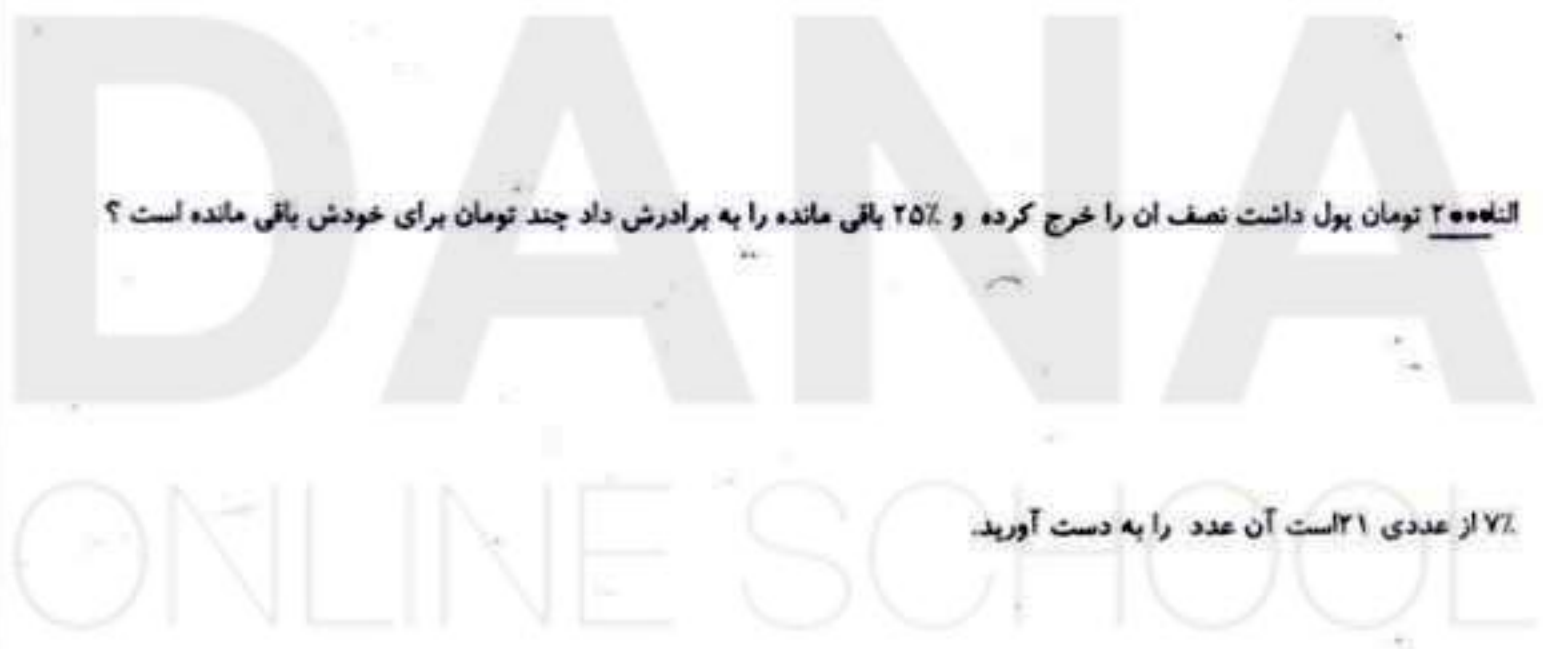 DANA
النا۲۰۰۰ تومان پول داشت نصف ان را خرج کرده و ۲۵٪ باقی مانده را به برادرش داد چند تومان برای خودش باقی مانده است ؟
ONLINE SCHOOL
۷٪ از عددی ۲۱است آن عدد را به دست آورید.